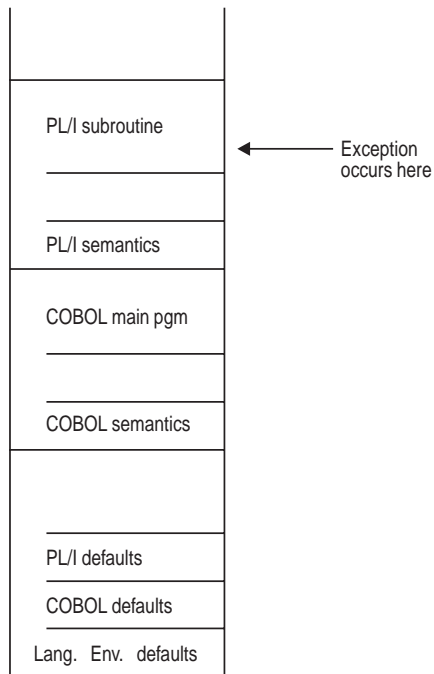 PL/I subroutine
Exception
occurs here
PL/I semantics
COBOL main pgm
COBOL semantics
PL/I defaults
COBOL defaults
Lang. Env. defaults